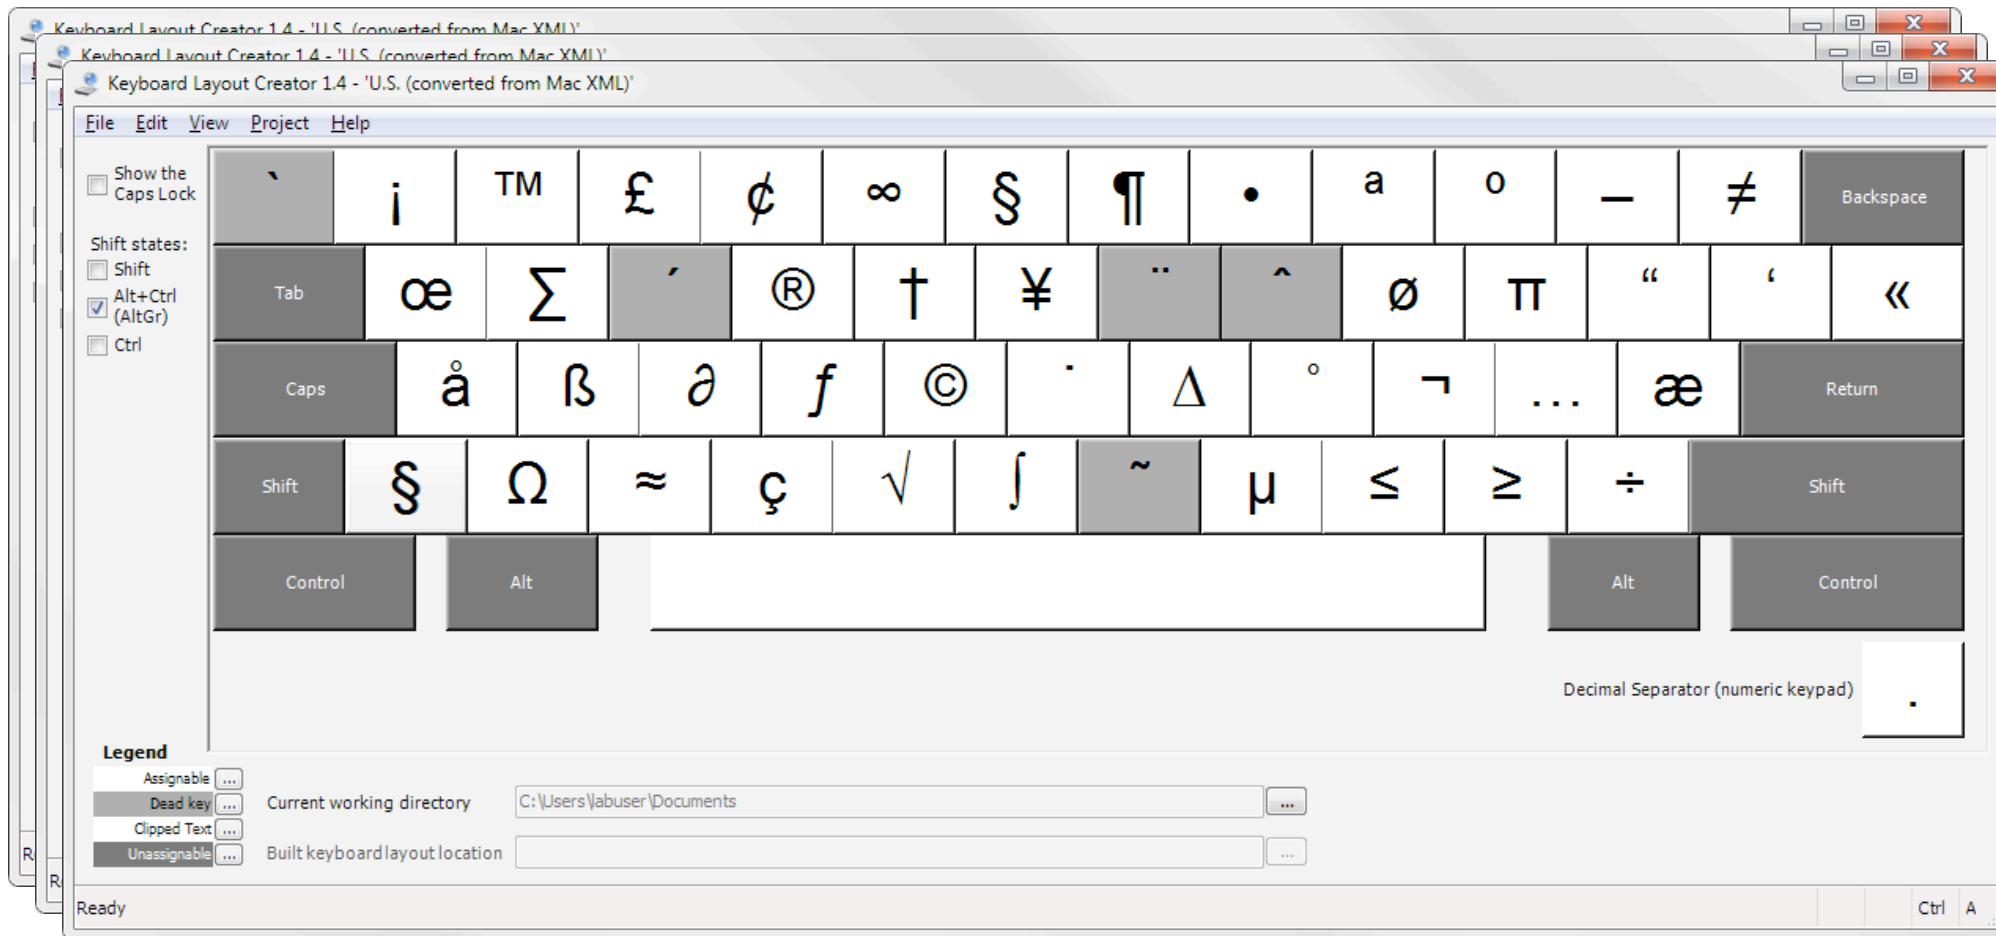 Keyboard Layout Creator 1.4 - 'U.S. (converted from Mac XML)'
Keyboard Layout Creator 1.4 - 'U.S. (converted from Mac XML)'
Keyboard Layout Creator 1.4 - 'U.S. (converted from Mac XML)'
File Edit View Project Help
Show the
Caps Lock
Shift states:
Shift
Alt+Ctrl
(AltGr)
Ctrl
` ¡ ™ £ ¢ ∞ § ¶ • ª º – ≠ Backspace
Tab œ ∑ ´ ® † ¥ ¨ ˆ ø π “ ‘ «
Caps å ß ∂ ƒ © ˙ ∆ ° ¬ … æ Return
Shift § Ω ≈ ç √ ∫ ˜ µ ≤ ≥ ÷ Shift
Control Alt Alt Control
Decimal Separator (numeric keypad) .
Legend
Assignable ...
Dead key ...
Clipped Text ...
Unassignable ...
Current working directory C:\Users\labuser\Documents ...
Built keyboard layout location ...
Ready Ctrl A